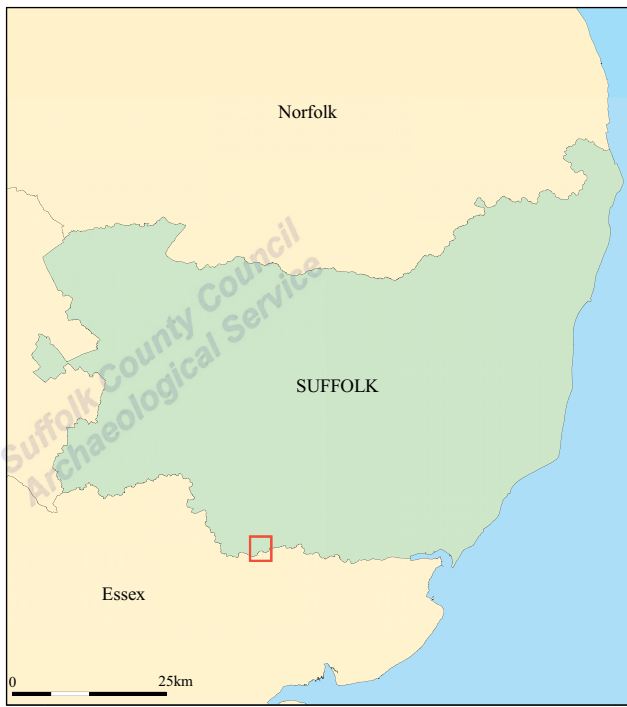 Norfolk
Suffolk County Council
Archaeological Service
SUFFOLK
Essex
0 25km